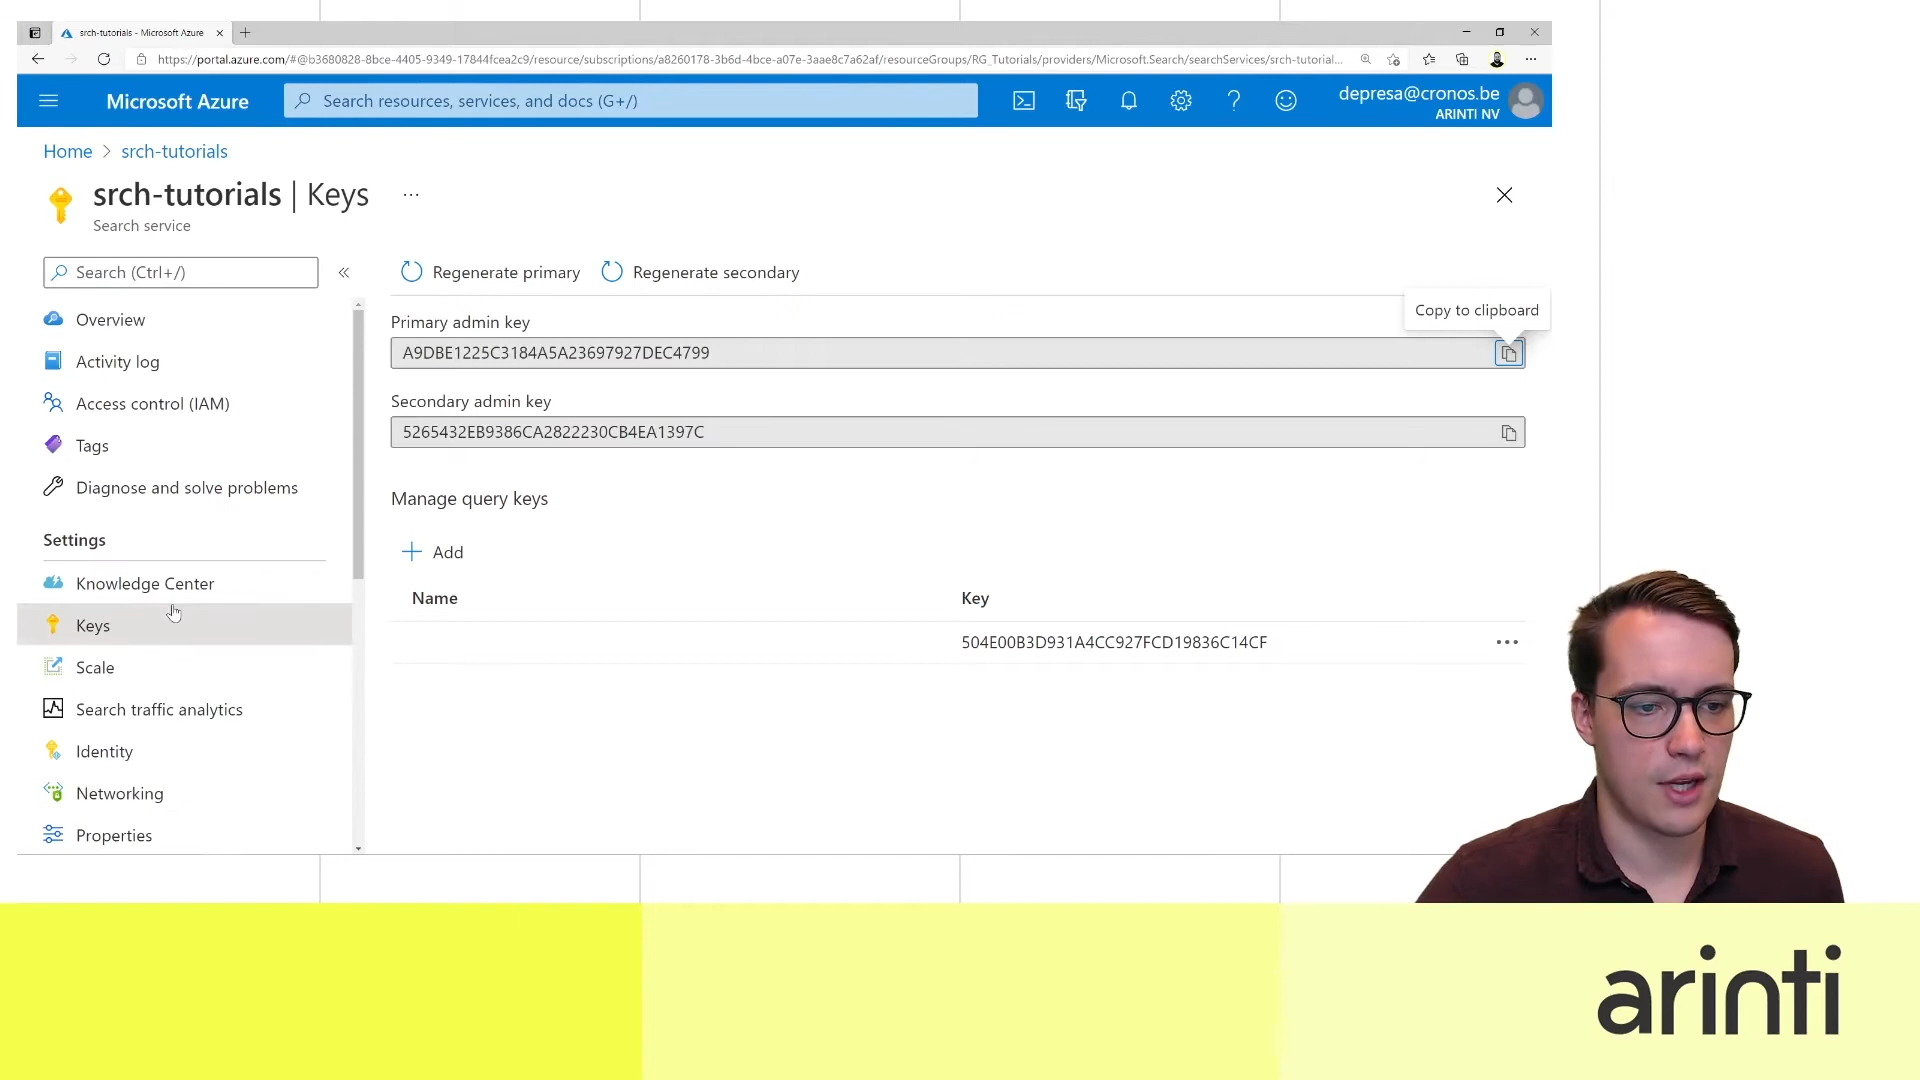 srch-tutorials - Microsoft Azure
https://portal.azure.com/#@b3680828-8bce-4405-9349-17844fcea2c9/resource/subscriptions/a8260178-3b6d-4bce-a07e-3aae8c7a62af/resourceGroups/RG_Tutorials/providers/Microsoft.Search/searchServices/srch-tutorial...
Microsoft Azure
Search resources, services, and docs (G+/)
depresa@cronos.be
ARINTI NV
Home > srch-tutorials
srch-tutorials | Keys ...
Search service
Search (Ctrl+/)
«
Overview
Activity log
Access control (IAM)
Tags
Diagnose and solve problems
Settings
Knowledge Center
Keys
Scale
Search traffic analytics
Identity
Networking
Properties
Regenerate primary
Regenerate secondary
Copy to clipboard
Primary admin key
A9DBE1225C3184A5A23697927DEC4799
Secondary admin key
5265432EB9386CA2822230CB4EA1397C
Manage query keys
Add
Name Key
504E00B3D931A4CC927FCD19836C14CF
arinti